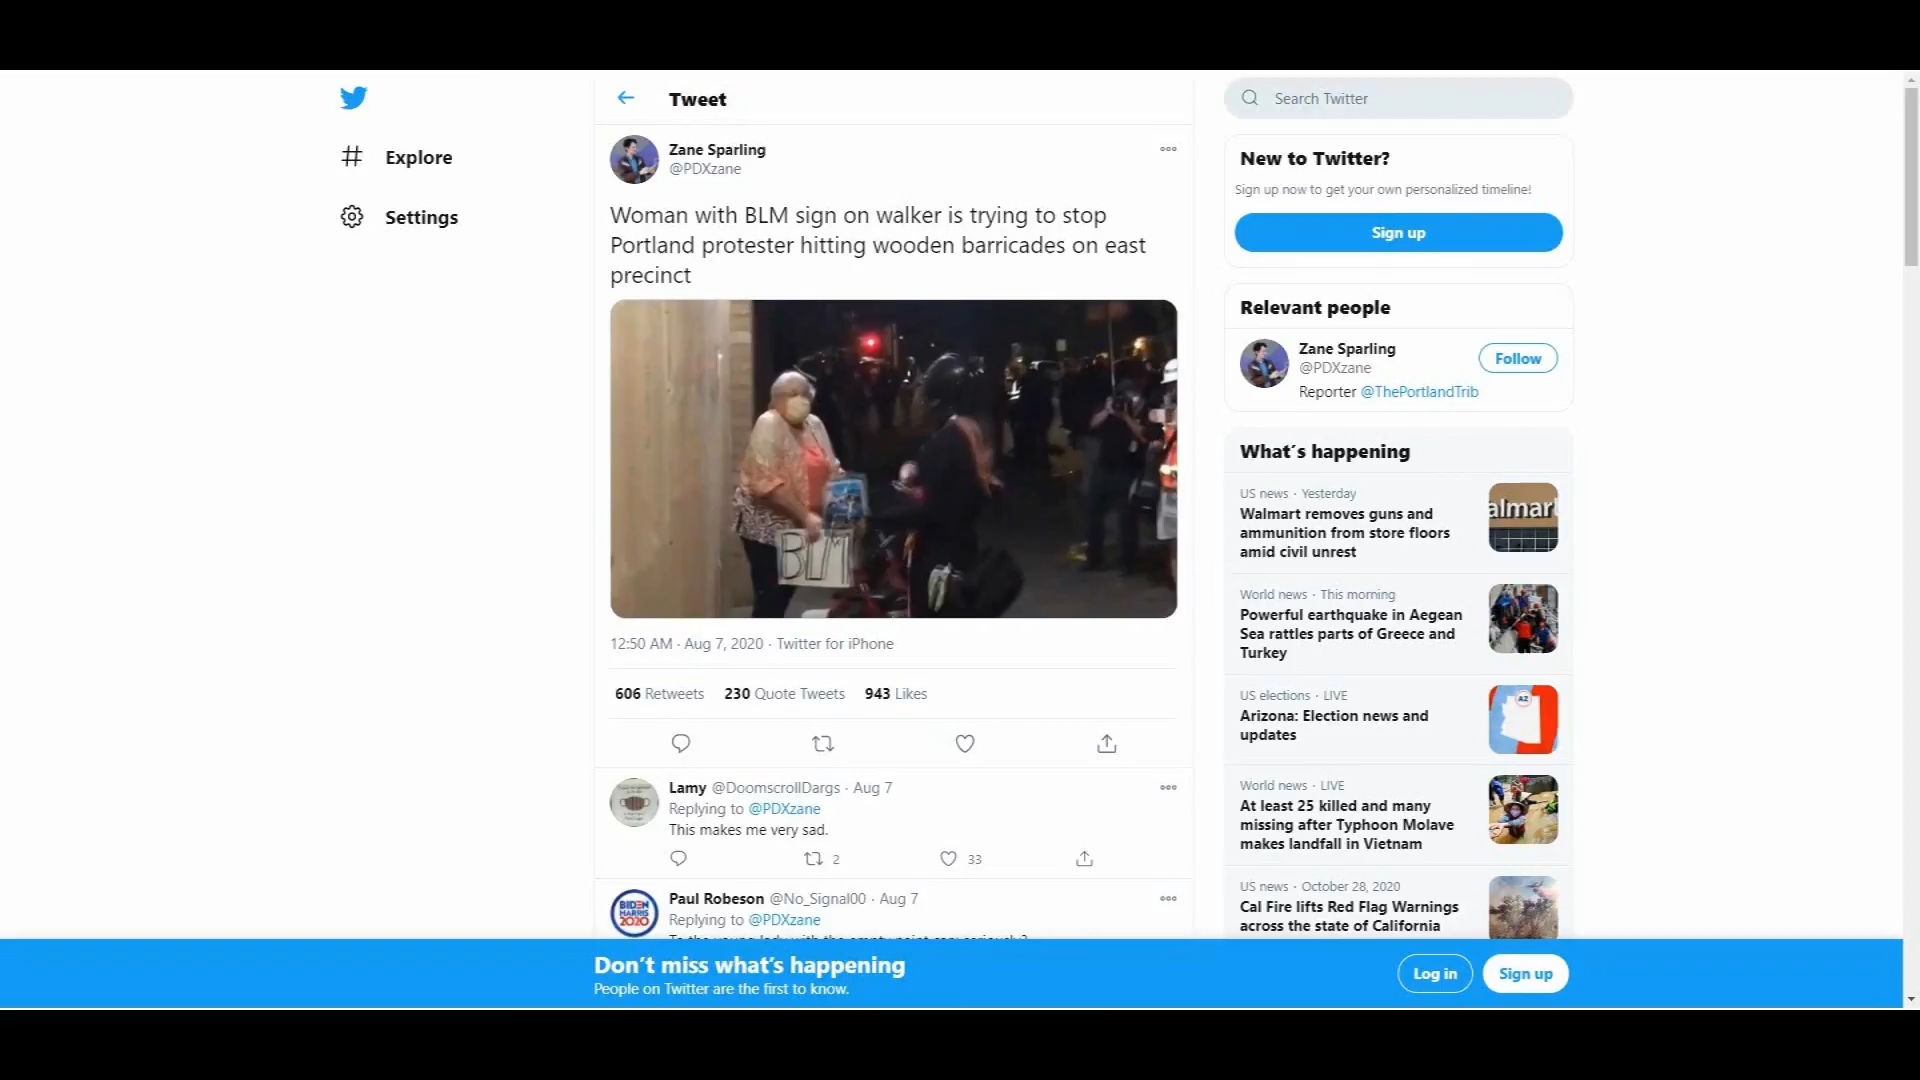 Tweet
Search Twitter
Explore
Settings
Zane Sparling
@PDXzane
Woman with BLM sign on walker is trying to stop
Portland protester hitting wooden barricades on east
precinct
BLM
12:50 AM · Aug 7, 2020 · Twitter for iPhone
606 Retweets 230 Quote Tweets 943 Likes
Lamy @DoomscrollDargs · Aug 7
Replying to @PDXzane
This makes me very sad.
2 33
BIDEN
HARRIS
2020
Paul Robeson @No_Signal00 · Aug 7
Replying to @PDXzane
New to Twitter?
Sign up now to get your own personalized timeline!
Sign up
Relevant people
Zane Sparling
@PDXzane
Follow
Reporter @ThePortlandTrib
What's happening
US news · Yesterday
Walmart removes guns and
ammunition from store floors
amid civil unrest
almart
World news · This morning
Powerful earthquake in Aegean
Sea rattles parts of Greece and
Turkey
US elections · LIVE
Arizona: Election news and
updates
AZ
World news · LIVE
At least 25 killed and many
missing after Typhoon Molave
makes landfall in Vietnam
US news · October 28, 2020
Cal Fire lifts Red Flag Warnings
across the state of California
Don't miss what's happening
People on Twitter are the first to know.
Log in
Sign up